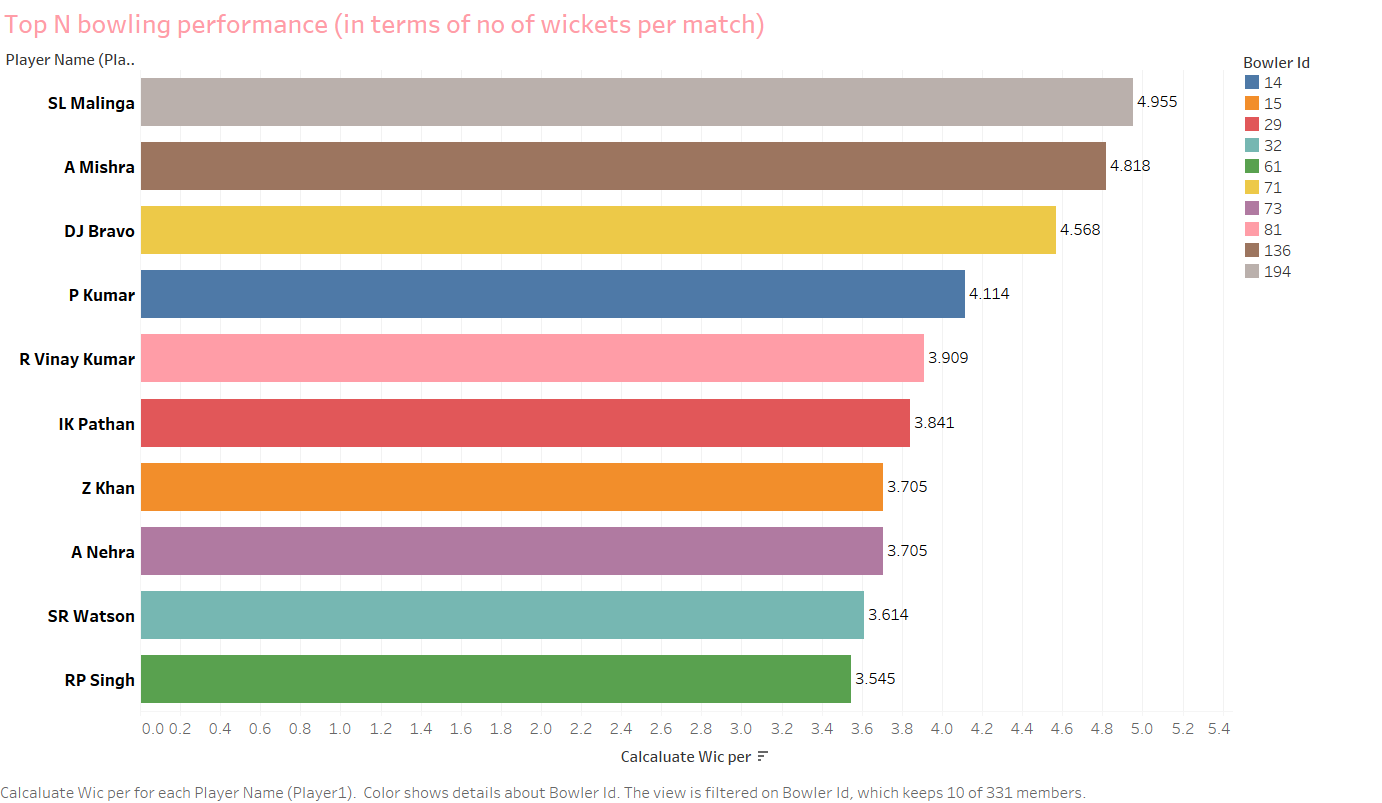 Top N bowling performance (in terms of no of wickets per match)
Player Name (Pla..
Bowler Id
14
15
29
32
61
71
73
81
136
194
SL Malinga 4.955
A Mishra 4.818
DJ Bravo 4.568
P Kumar 4.114
R Vinay Kumar 3.909
IK Pathan 3.841
Z Khan 3.705
A Nehra 3.705
SR Watson 3.614
RP Singh 3.545
0.0 0.2 0.4 0.6 0.8 1.0 1.2 1.4 1.6 1.8 2.0 2.2 2.4 2.6 2.8 3.0 3.2 3.4 3.6 3.8 4.0 4.2 4.4 4.6 4.8 5.0 5.2 5.4
Calcaluate Wic per
Calcaluate Wic per for each Player Name (Player1). Color shows details about Bowler Id. The view is filtered on Bowler Id, which keeps 10 of 331 members.